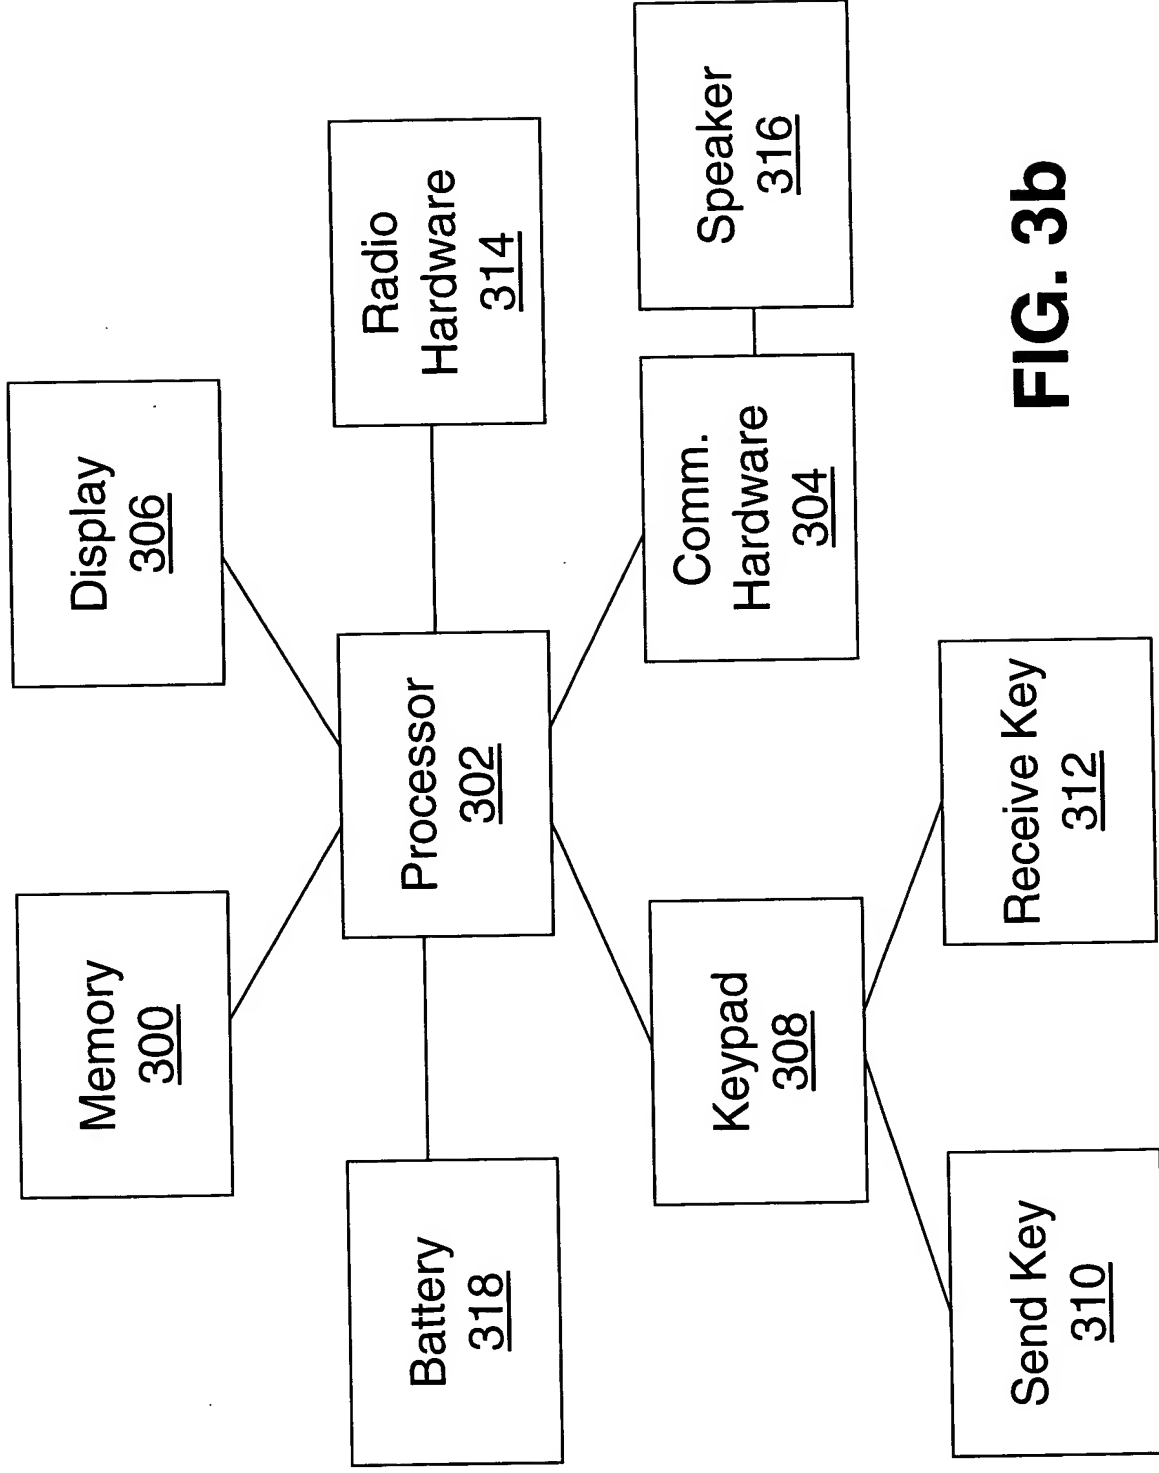 Memory
300
Display
306
Battery
318
Processor
302
Radio
Hardware
314
Keypad
308
Comm.
Hardware
304
Speaker
316
Send Key
310
Receive Key
312
FIG. 3b